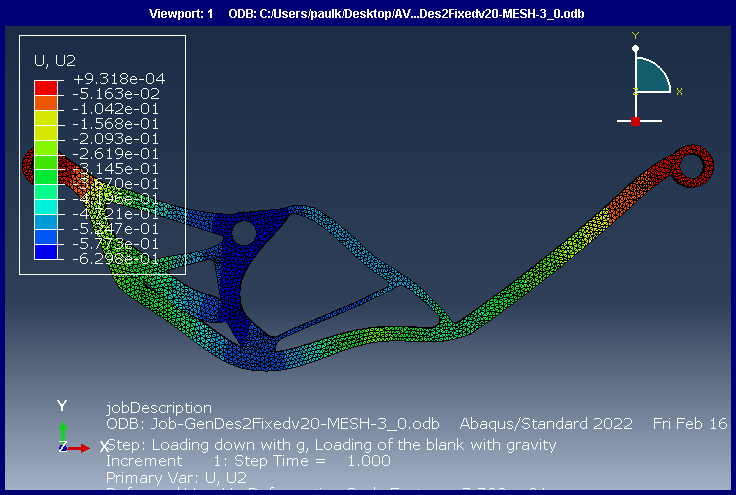 Viewport: 1 ODB: C:/Users/paulk/Desktop/AV...Des2Fixedv20-MESH-3_0.odb
U, U2
+9.318e-04
-5.163e-02
-1.042e-01
-1.568e-01
-2.093e-01
-2.619e-01
-3.145e-01
-3.670e-01
-4.196e-01
-4.721e-01
-5.247e-01
-5.773e-01
-6.298e-01
Y
Z
X
Y
Z
X
jobDescription
ODB: Job-GenDes2Fixedv20-MESH-3_0.odb Abaqus/Standard 2022 Fri Feb 16
Step: Loading down with g, Loading of the blank with gravity
Increment 1: Step Time = 1.000
Primary Var: U, U2